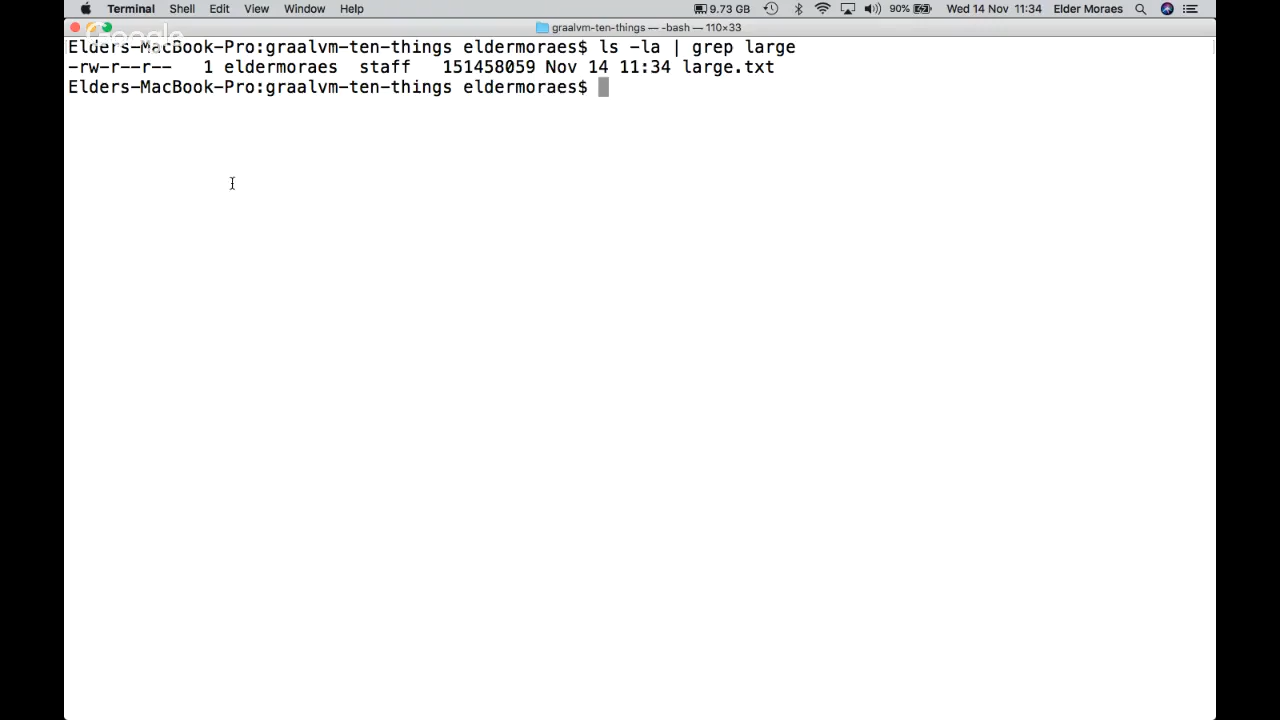 Terminal Shell Edit View Window Help 9.73 GB 90% Wed 14 Nov 11:34 Elder Moraes
graalvm-ten-things — -bash — 110×33
Google
Elders-MacBook-Pro:graalvm-ten-things eldermoraes$ ls -la | grep large
-rw-r--r-- 1 eldermoraes staff 151458059 Nov 14 11:34 large.txt
Elders-MacBook-Pro:graalvm-ten-things eldermoraes$